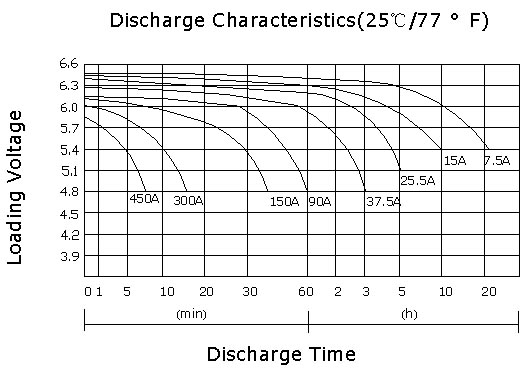 Discharge Characteristics(25℃/77 ° F)
Loading Voltage
6.6
6.3
6.0
5.7
5.4
5.1
4.8
4.5
4.2
3.9
450A 300A 150A 90A 37.5A 25.5A 15A 7.5A
0 1 5 10 20 30 60 2 3 5 10 20
(min) (h)
Discharge Time